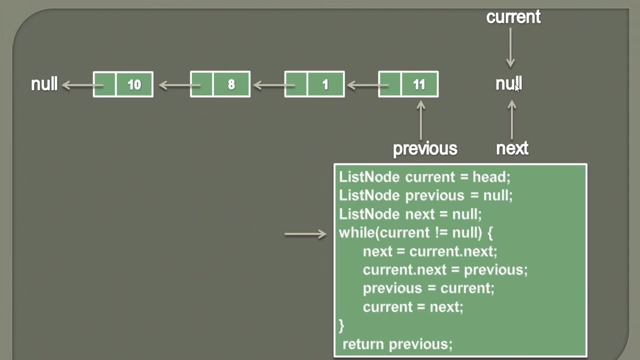 current
null 10 8 1 11 null
previous next
ListNode current = head;
ListNode previous = null;
ListNode next = null;
while(current != null) {
next = current.next;
current.next = previous;
previous = current;
current = next;
}
return previous;